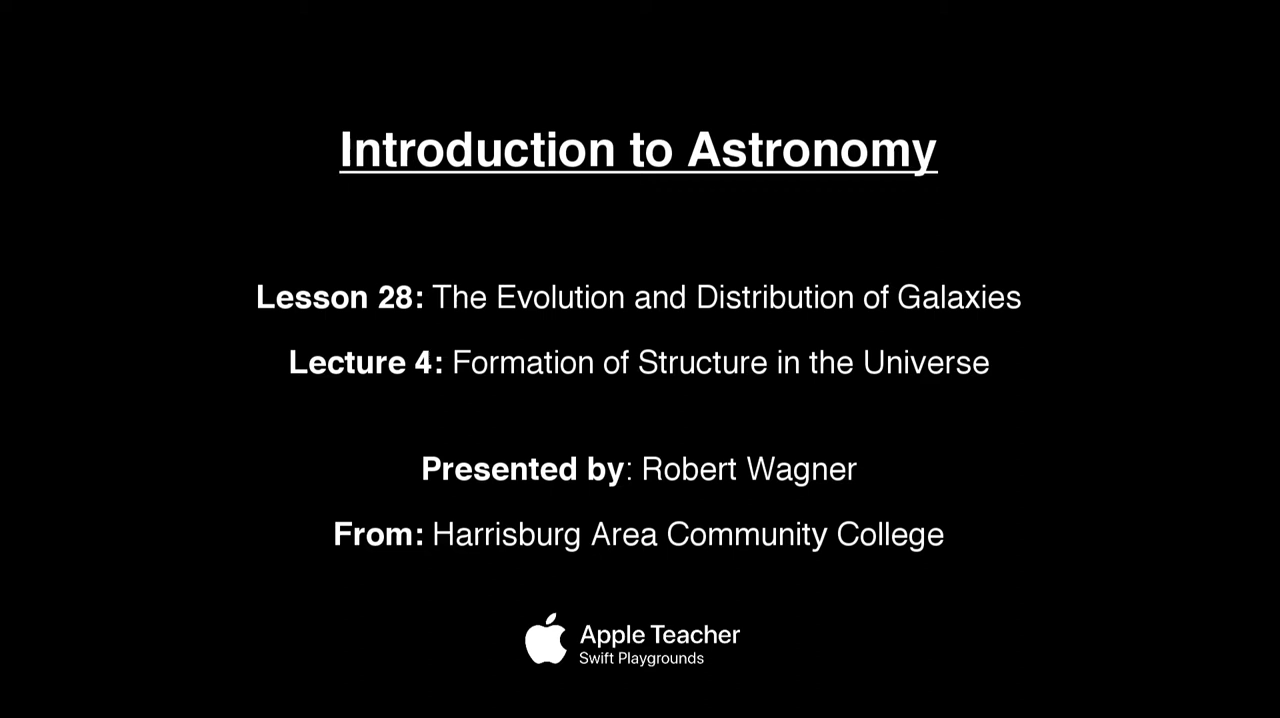 Introduction to Astronomy
Lesson 28: The Evolution and Distribution of Galaxies
Lecture 4: Formation of Structure in the Universe
Presented by: Robert Wagner
From: Harrisburg Area Community College
Apple Teacher
Swift Playgrounds